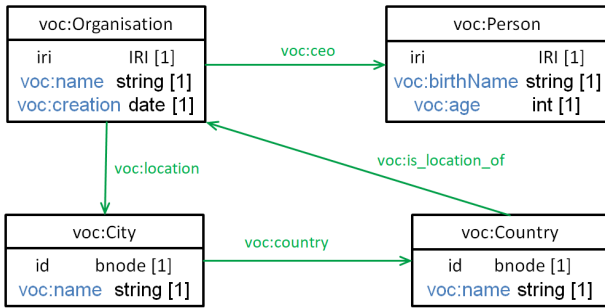 voc:Organisation
iri IRI [1]
voc:name string [1]
voc:creation date [1]
voc:ceo
voc:Person
iri IRI [1]
voc:birthName string [1]
voc:age int [1]
voc:location
voc:is_location_of
voc:City
id bnode [1]
voc:name string [1]
voc:country
voc:Country
id bnode [1]
voc:name string [1]